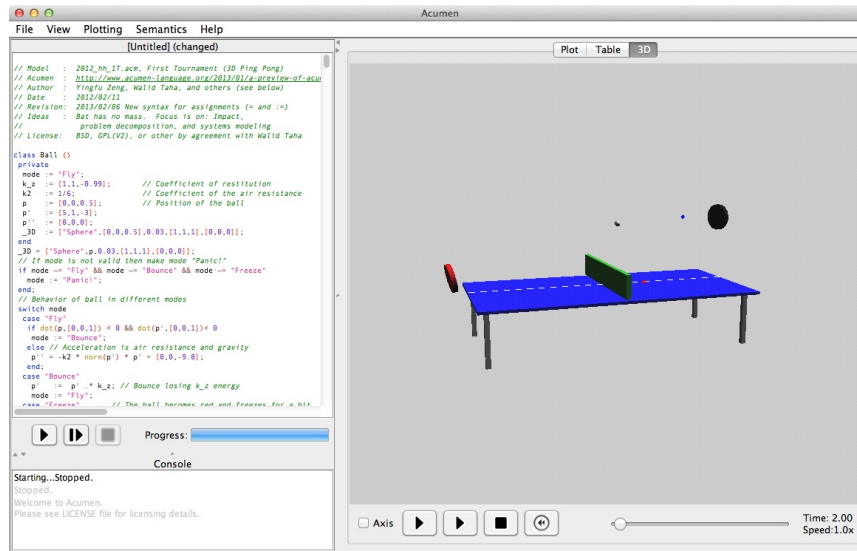 Acumen
File View Plotting Semantics Help
[Untitled] (changed)
// Model : 2012_hh_1T.acm, First Tournament (3D Ping Pong)
// Acumen : http://www.acumen-language.org/2013/01/a-preview-of-acu
// Author : Yingfu Zeng, Walid Taha, and others (see below)
// Date : 2012/02/11
// Revision: 2013/02/06 New syntax for assignments (= and :=)
// Ideas : Bat has no mass. Focus is on: Impact,
// problem decomposition, and systems modeling
// License: BSD, GPL(V2), or other by agreement with Walid Taha
class Ball ()
private
mode := "Fly";
k_z := [1,1,-0.99]; // Coefficient of restitution
k2 := 1/6; // Coefficient of the air resistance
p := [0,0,0.5]; // Position of the ball
p' := [5,1,-3];
p'' := [0,0,0];
_3D := ["Sphere",[0,0,0.5],0.03,[1,1,1],[0,0,0]];
end
_3D = ["Sphere",p,0.03,[1,1,1],[0,0,0]];
// If mode is not valid then make mode "Panic!"
if mode ~= "Fly" && mode ~= "Bounce" && mode ~= "Freeze"
mode := "Panic!";
end;
// Behavior of ball in different modes
switch mode
case "Fly"
if dot(p,[0,0,1]) < 0 && dot(p',[0,0,1])< 0
mode := "Bounce";
else // Acceleration is air resistance and gravity
p'' = -k2 * norm(p') * p' + [0,0,-9.8];
end;
case "Bounce"
p' := p' .* k_z; // Bounce losing k_z energy
mode := "Fly";
case "Freeze" // The ball becomes red and freezes for a bit
Progress:
Console
Starting...Stopped.
Stopped.
Welcome to Acumen.
Please see LICENSE file for licensing details.
Plot Table 3D
Axis
Time: 2.00
Speed:1.0x